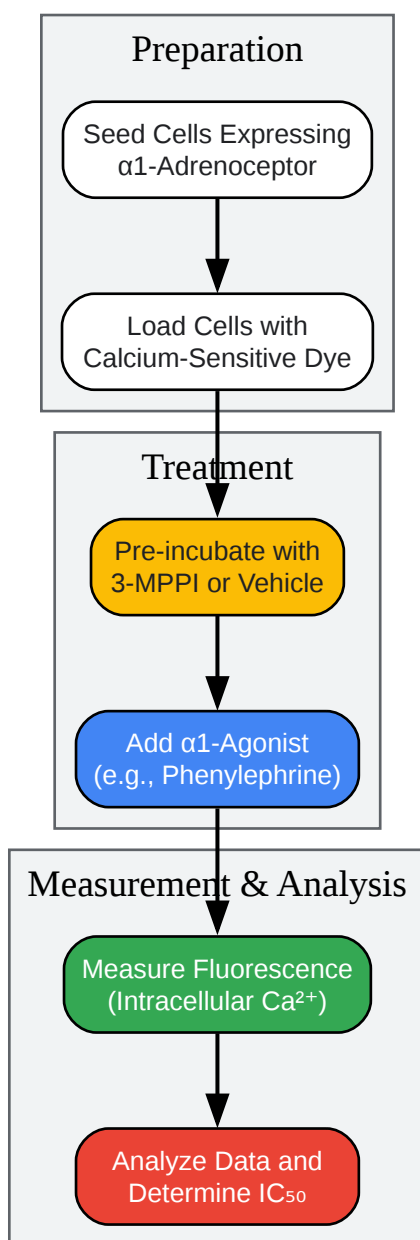 Preparation
Seed Cells Expressing
α1-Adrenoceptor
Load Cells with
Calcium-Sensitive Dye
Treatment
Pre-incubate with
3-MPPI or Vehicle
Add α1-Agonist
(e.g., Phenylephrine)
Measurement & Analysis
Measure Fluorescence
(Intracellular Ca²⁺)
Analyze Data and
Determine IC₅₀